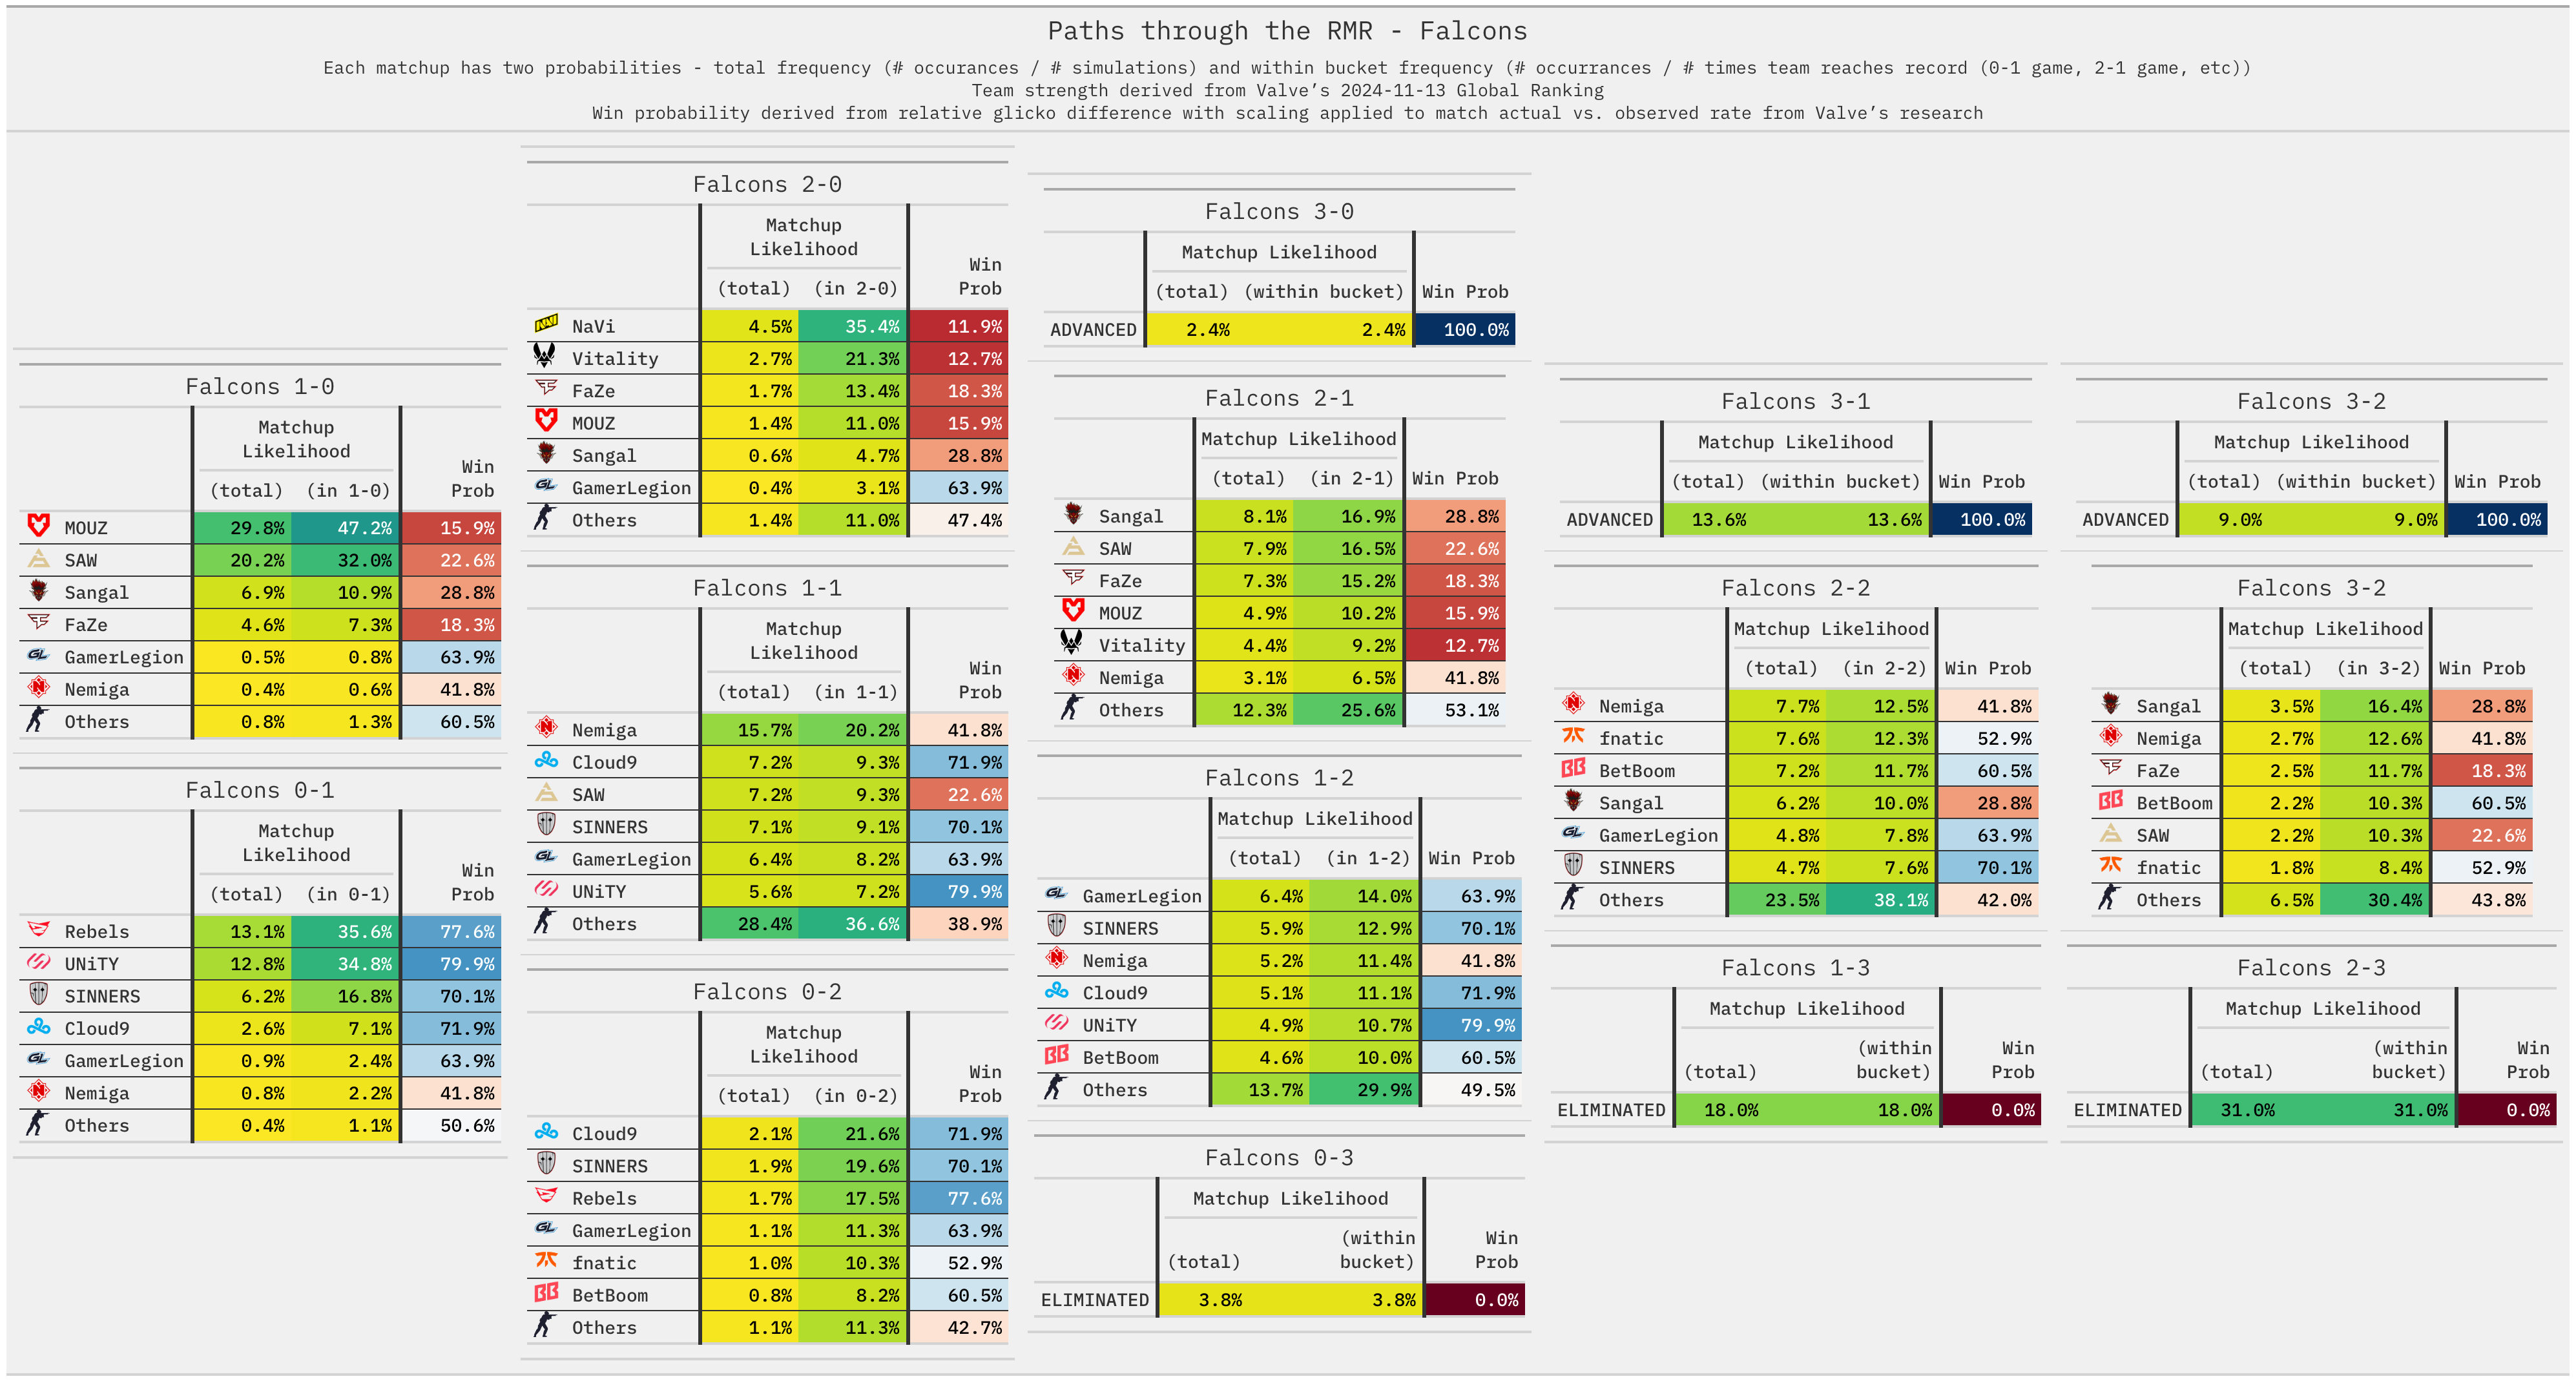 Paths through the RMR - Falcons
Each matchup has two probabilities - total frequency (# occurances / # simulations) and within bucket frequency (# occurrances / # times team reaches record (0-1 game, 2-1 game, etc))
Team strength derived from Valve's 2024-11-13 Global Ranking
Win probability derived from relative glicko difference with scaling applied to match actual vs. observed rate from Valve's research
Falcons 1-0
Matchup
Likelihood
Win
Prob
(total) (in 1-0)
MOUZ 29.8% 47.2% 15.9%
SAW 20.2% 32.0% 22.6%
Sangal 6.9% 10.9% 28.8%
FaZe 4.6% 7.3% 18.3%
GamerLegion 0.5% 0.8% 63.9%
Nemiga 0.4% 0.6% 41.8%
Others 0.8% 1.3% 60.5%
Falcons 0-1
Matchup
Likelihood
Win
Prob
(total) (in 0-1)
Rebels 13.1% 35.6% 77.6%
UNiTY 12.8% 34.8% 79.9%
SINNERS 6.2% 16.8% 70.1%
Cloud9 2.6% 7.1% 71.9%
GamerLegion 0.9% 2.4% 63.9%
Nemiga 0.8% 2.2% 41.8%
Others 0.4% 1.1% 50.6%
Falcons 2-0
Matchup
Likelihood
Win
Prob
(total) (in 2-0)
NaVi 4.5% 35.4% 11.9%
Vitality 2.7% 21.3% 12.7%
FaZe 1.7% 13.4% 18.3%
MOUZ 1.4% 11.0% 15.9%
Sangal 0.6% 4.7% 28.8%
GamerLegion 0.4% 3.1% 63.9%
Others 1.4% 11.0% 47.4%
Falcons 1-1
Matchup
Likelihood
Win
Prob
(total) (in 1-1)
Nemiga 15.7% 20.2% 41.8%
Cloud9 7.2% 9.3% 71.9%
SAW 7.2% 9.3% 22.6%
SINNERS 7.1% 9.1% 70.1%
GamerLegion 6.4% 8.2% 63.9%
UNiTY 5.6% 7.2% 79.9%
Others 28.4% 36.6% 38.9%
Falcons 0-2
Matchup
Likelihood
Win
Prob
(total) (in 0-2)
Cloud9 2.1% 21.6% 71.9%
SINNERS 1.9% 19.6% 70.1%
Rebels 1.7% 17.5% 77.6%
GamerLegion 1.1% 11.3% 63.9%
fnatic 1.0% 10.3% 52.9%
BetBoom 0.8% 8.2% 60.5%
Others 1.1% 11.3% 42.7%
Falcons 3-0
Matchup Likelihood
(total) (within bucket) Win Prob
ADVANCED 2.4% 2.4% 100.0%
Falcons 2-1
Matchup Likelihood
(total) (in 2-1) Win Prob
Sangal 8.1% 16.9% 28.8%
SAW 7.9% 16.5% 22.6%
FaZe 7.3% 15.2% 18.3%
MOUZ 4.9% 10.2% 15.9%
Vitality 4.4% 9.2% 12.7%
Nemiga 3.1% 6.5% 41.8%
Others 12.3% 25.6% 53.1%
Falcons 1-2
Matchup Likelihood
(total) (in 1-2) Win Prob
GamerLegion 6.4% 14.0% 63.9%
SINNERS 5.9% 12.9% 70.1%
Nemiga 5.2% 11.4% 41.8%
Cloud9 5.1% 11.1% 71.9%
UNiTY 4.9% 10.7% 79.9%
BetBoom 4.6% 10.0% 60.5%
Others 13.7% 29.9% 49.5%
Falcons 0-3
Matchup Likelihood
(total) (within
bucket) Win
Prob
ELIMINATED 3.8% 3.8% 0.0%
Falcons 3-1
Matchup Likelihood
(total) (within bucket) Win Prob
ADVANCED 13.6% 13.6% 100.0%
Falcons 2-2
Matchup Likelihood
(total) (in 2-2) Win Prob
Nemiga 7.7% 12.5% 41.8%
fnatic 7.6% 12.3% 52.9%
BetBoom 7.2% 11.7% 60.5%
Sangal 6.2% 10.0% 28.8%
GamerLegion 4.8% 7.8% 63.9%
SINNERS 4.7% 7.6% 70.1%
Others 23.5% 38.1% 42.0%
Falcons 1-3
Matchup Likelihood
(total) (within
bucket) Win
Prob
ELIMINATED 18.0% 18.0% 0.0%
Falcons 3-2
Matchup Likelihood
(total) (within bucket) Win Prob
ADVANCED 9.0% 9.0% 100.0%
Falcons 3-2
Matchup Likelihood
(total) (in 3-2) Win Prob
Sangal 3.5% 16.4% 28.8%
Nemiga 2.7% 12.6% 41.8%
FaZe 2.5% 11.7% 18.3%
BetBoom 2.2% 10.3% 60.5%
SAW 2.2% 10.3% 22.6%
fnatic 1.8% 8.4% 52.9%
Others 6.5% 30.4% 43.8%
Falcons 2-3
Matchup Likelihood
(total) (within
bucket) Win
Prob
ELIMINATED 31.0% 31.0% 0.0%